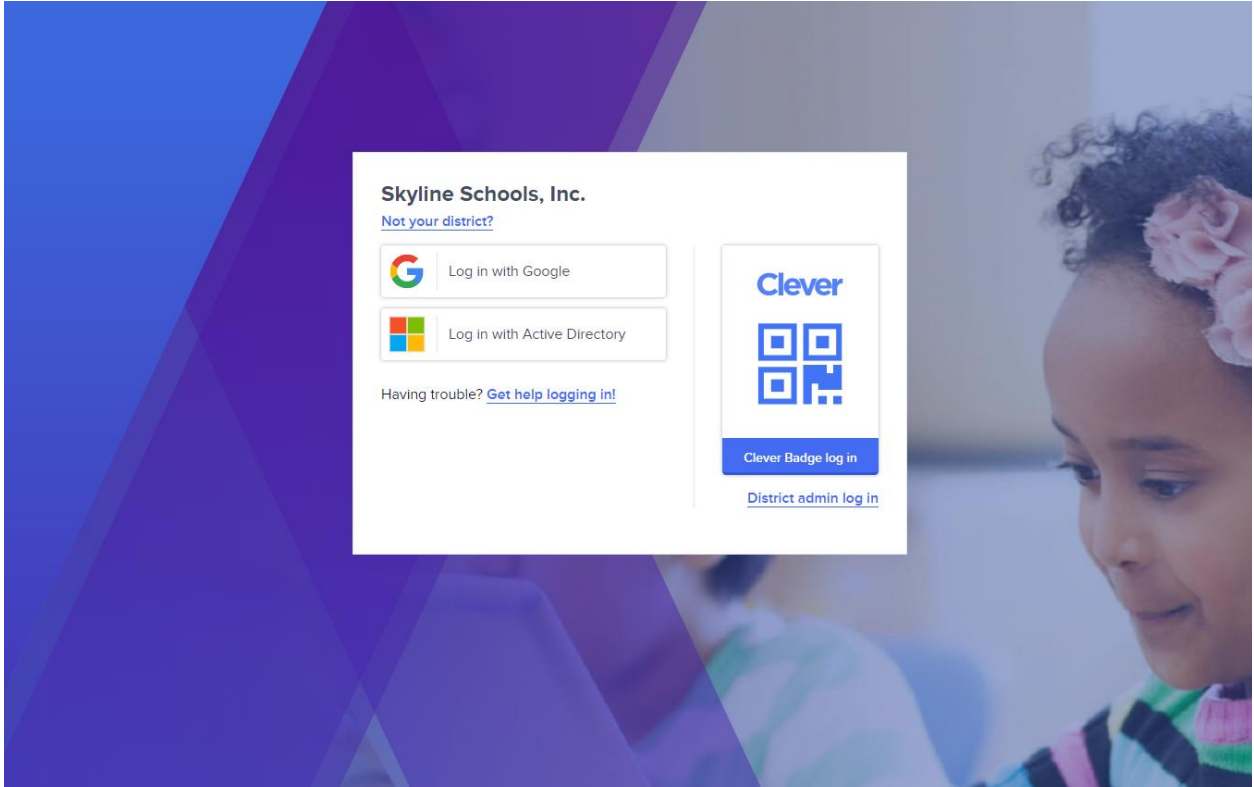 Skyline Schools, Inc.
Not your district?
Log in with Google
Log in with Active Directory
Having trouble? Get help logging in!
Clever
Clever Badge log in
District admin log in